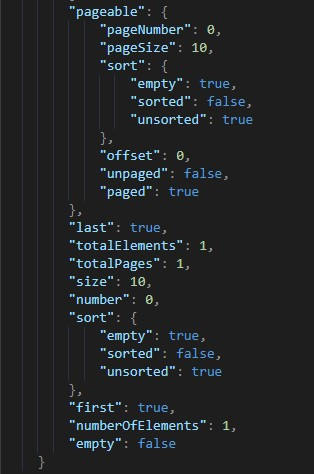 "pageable": {
"pageNumber": 0,
"pageSize": 10,
"sort": {
"empty": true,
"sorted": false,
"unsorted": true
},
"offset": 0,
"unpaged": false,
"paged": true
},
"last": true,
"totalElements": 1,
"totalPages": 1,
"size": 10,
"number": 0,
"sort": {
"empty": true,
"sorted": false,
"unsorted": true
},
"first": true,
"numberOfElements": 1,
"empty": false
}